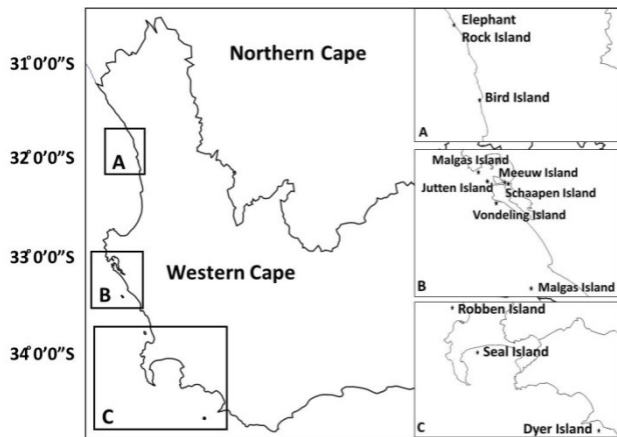 31°0'0"S
32°0'0"S
33°0'0"S
34°0'0"S
Northern Cape
Western Cape
A
B
C
Elephant
Rock Island
Bird Island
A
Malgas Island
Meeuw Island
Jutten Island
Schaapen Island
Vondeling Island
Malgas Island
B
Robben Island
Seal Island
Dyer Island
C